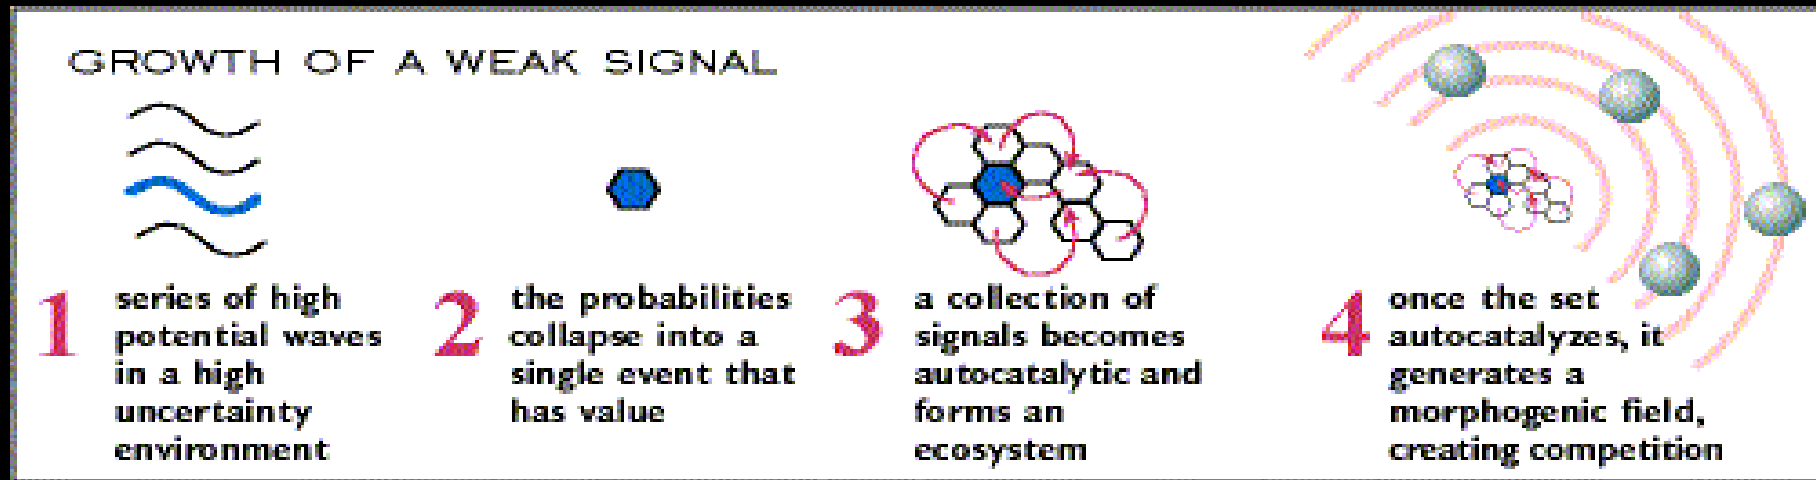 GROWTH OF A WEAK SIGNAL
1
series of high
potential waves
in a high
uncertainty
environment
2
the probabilities
collapse into a
single event that
has value
3
a collection of
signals becomes
autocatalytic and
forms an
ecosystem
4
once the set
autocatalyzes, it
generates a
morphogenic field,
creating competition